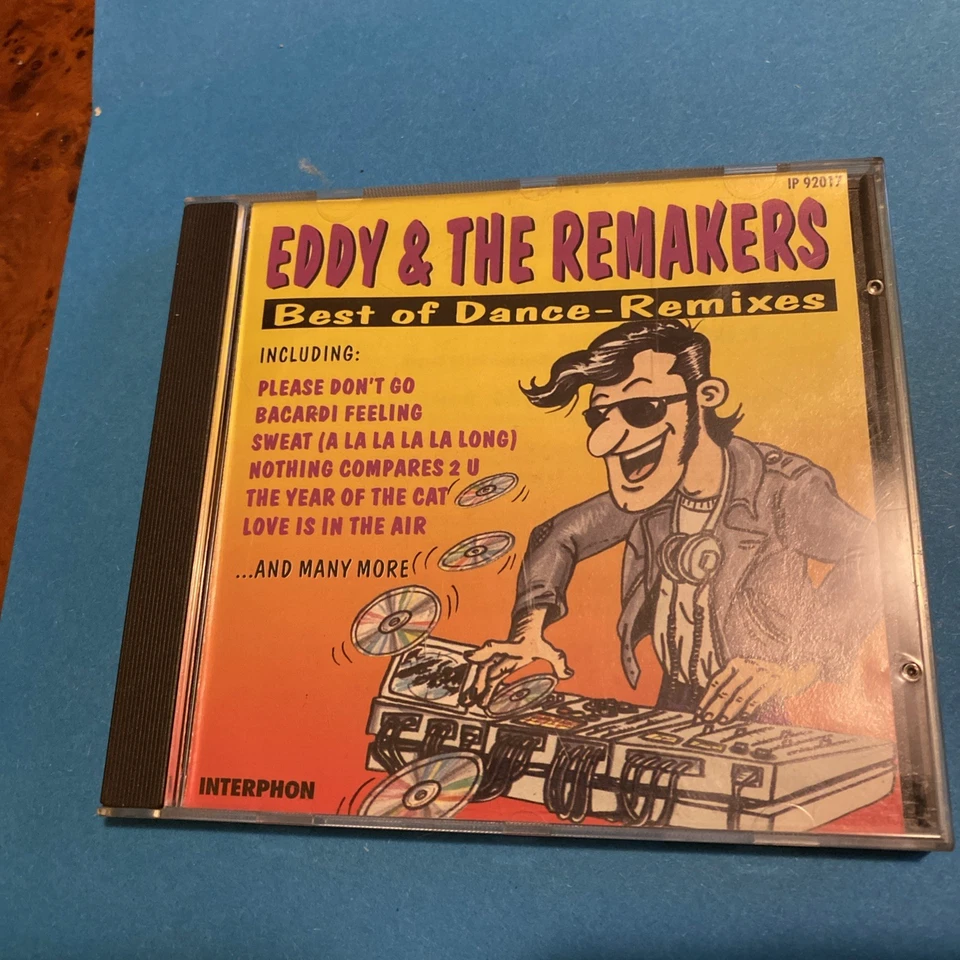 IP 92017
EDDY & THE REMAKERS
Best of Dance-Remixes
INCLUDING:
PLEASE DON'T GO
BACARDI FEELING
SWEAT (A LA LA LA LA LONG)
NOTHING COMPARES 2 U
THE YEAR OF THE CAT
LOVE IS IN THE AIR
...AND MANY MORE
INTERPHON